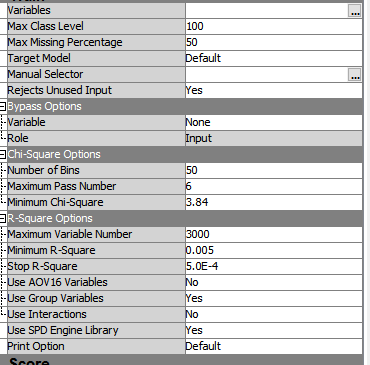 Variables ...
Max Class Level 100
Max Missing Percentage 50
Target Model Default
Manual Selector ...
Rejects Unused Input Yes
Bypass Options
Variable None
Role Input
Chi-Square Options
Number of Bins 50
Maximum Pass Number 6
Minimum Chi-Square 3.84
R-Square Options
Maximum Variable Number 3000
Minimum R-Square 0.005
Stop R-Square 5.0E-4
Use AOV16 Variables No
Use Group Variables Yes
Use Interactions No
Use SPD Engine Library Yes
Print Option Default
Score